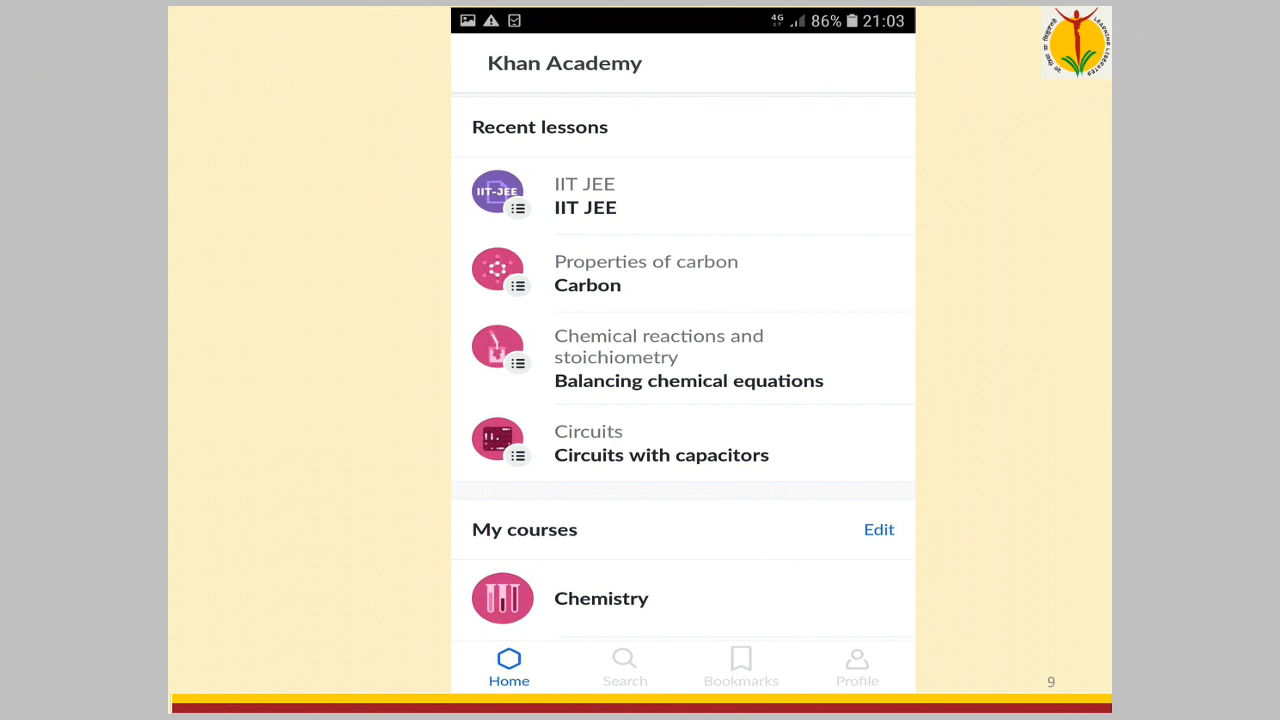 4G
86%
21:03
Khan Academy
Recent lessons
IIT-JEE
IIT JEE
IIT JEE
Properties of carbon
Carbon
Chemical reactions and
stoichiometry
Balancing chemical equations
Circuits
Circuits with capacitors
My courses
Edit
Chemistry
Home
Search
Bookmarks
Profile
9
LEARNING LIBERATES